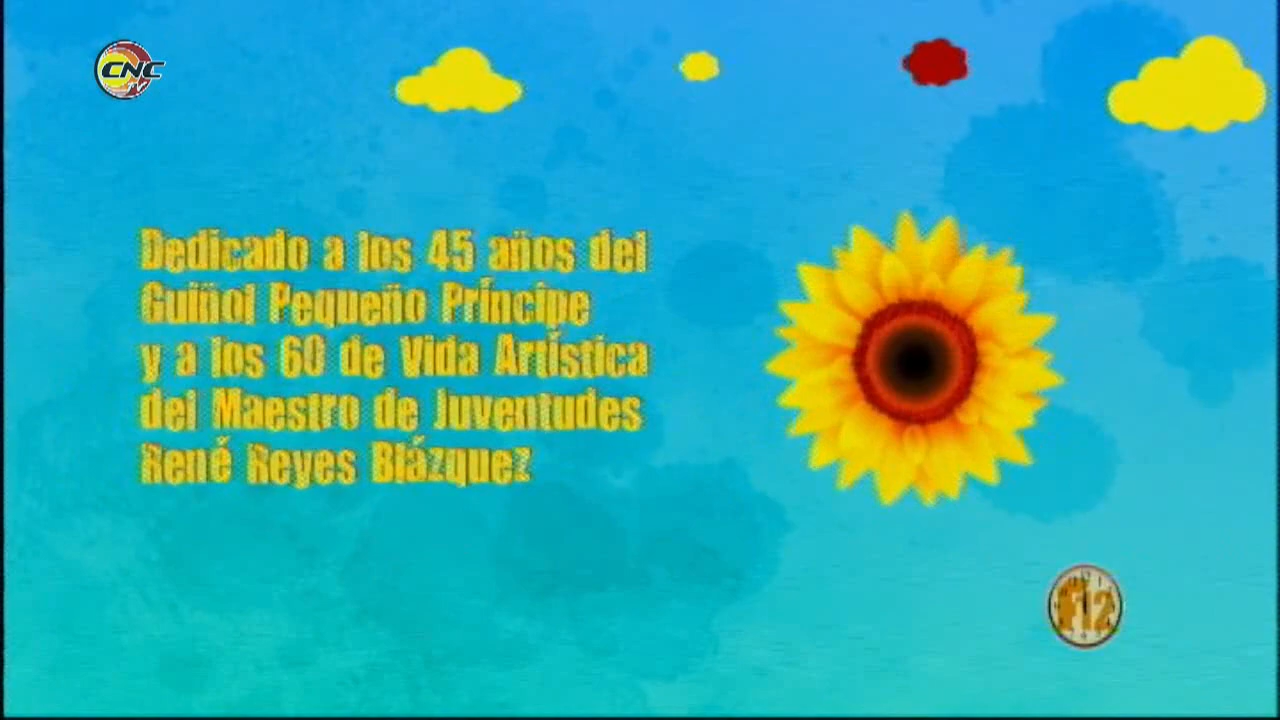 CNC
TV
Dedicado a los 45 años del
Guiñol Pequeño Príncipe
y a los 60 de Vida Artística
del Maestro de Juventudes
René Reyes Blázquez